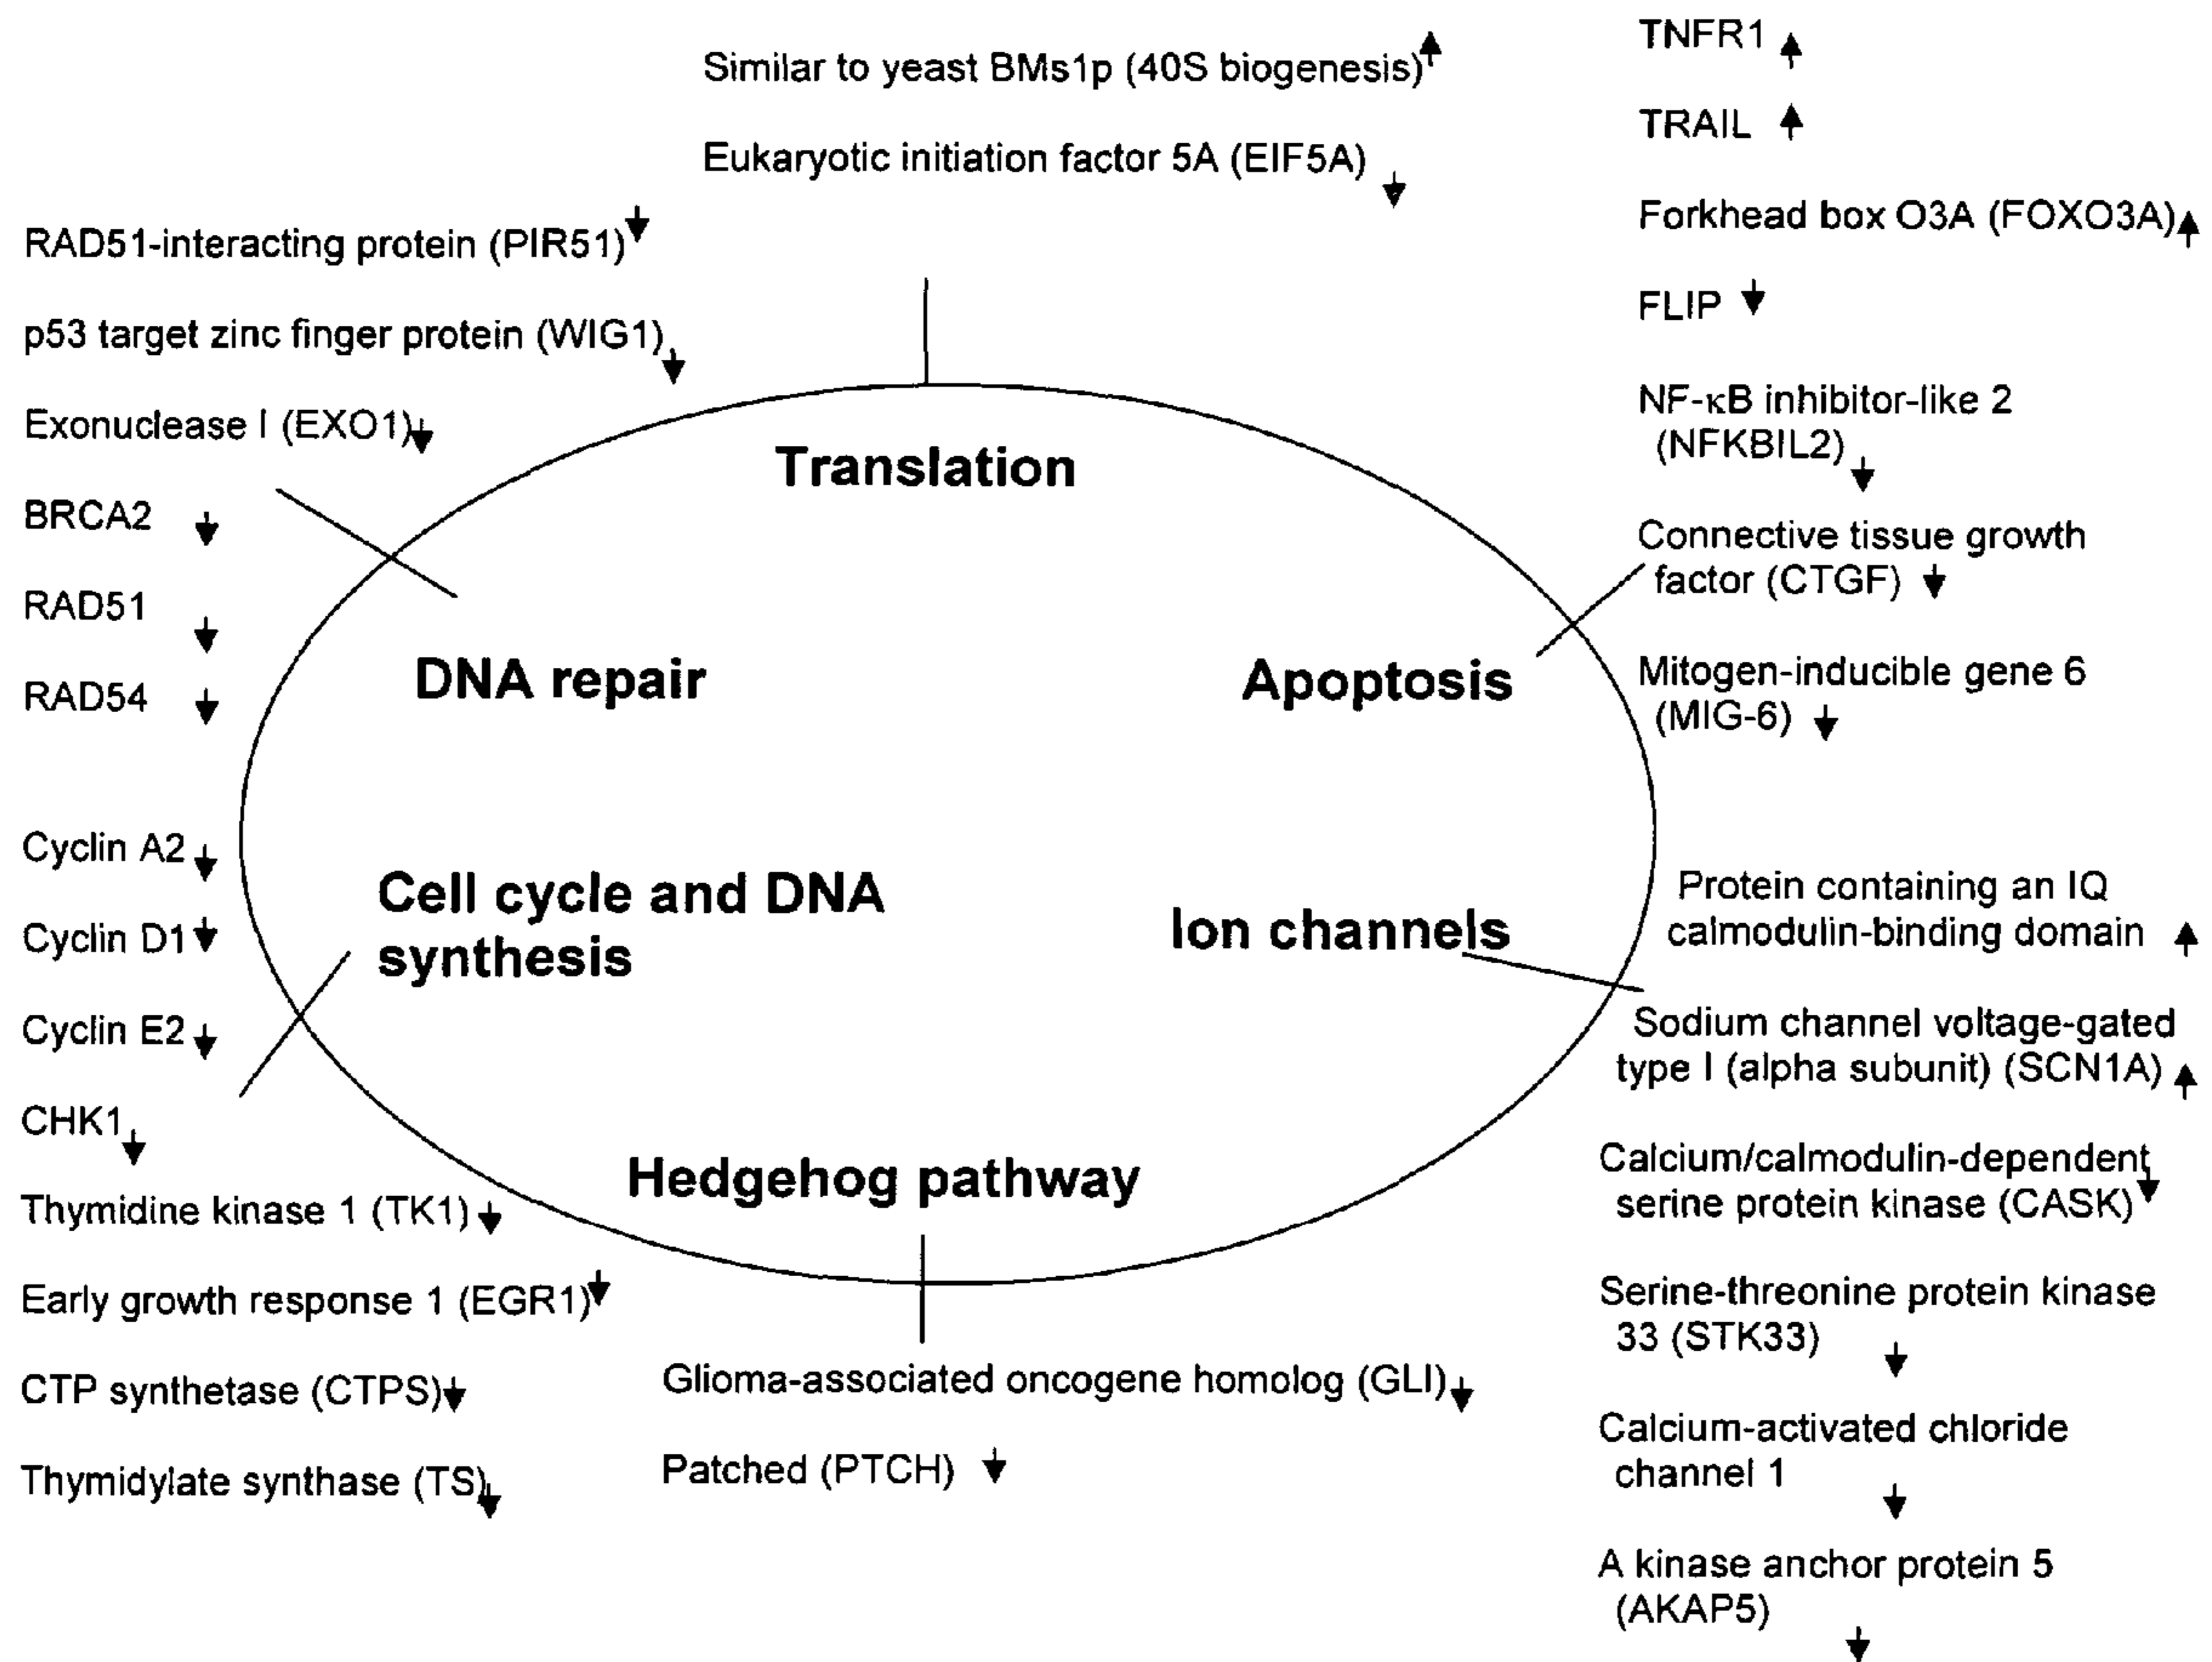 Similar to yeast BMs1p (40S biogenesis)
Eukaryotic initiation factor 5A (EIF5A)
RAD51-interacting protein (PIR51)
p53 target zinc finger protein (WIG1)
Exonuclease I (EXO1)
BRCA2
RAD51
RAD54
Cyclin A2
Cyclin D1
Cyclin E2
CHK1
Thymidine kinase 1 (TK1)
Early growth response 1 (EGR1)
CTP synthetase (CTPS)
Thymidylate synthase (TS)
Translation
DNA repair
Apoptosis
Cell cycle and DNA
synthesis
Ion channels
Hedgehog pathway
Glioma-associated oncogene homolog (GLI)
Patched (PTCH)
TNFR1
TRAIL
Forkhead box O3A (FOXO3A)
FLIP
NF-κB inhibitor-like 2
(NFKBIL2)
Connective tissue growth
factor (CTGF)
Mitogen-inducible gene 6
(MIG-6)
Protein containing an IQ
calmodulin-binding domain
Sodium channel voltage-gated
type I (alpha subunit) (SCN1A)
Calcium/calmodulin-dependent
serine protein kinase (CASK)
Serine-threonine protein kinase
33 (STK33)
Calcium-activated chloride
channel 1
A kinase anchor protein 5
(AKAP5)